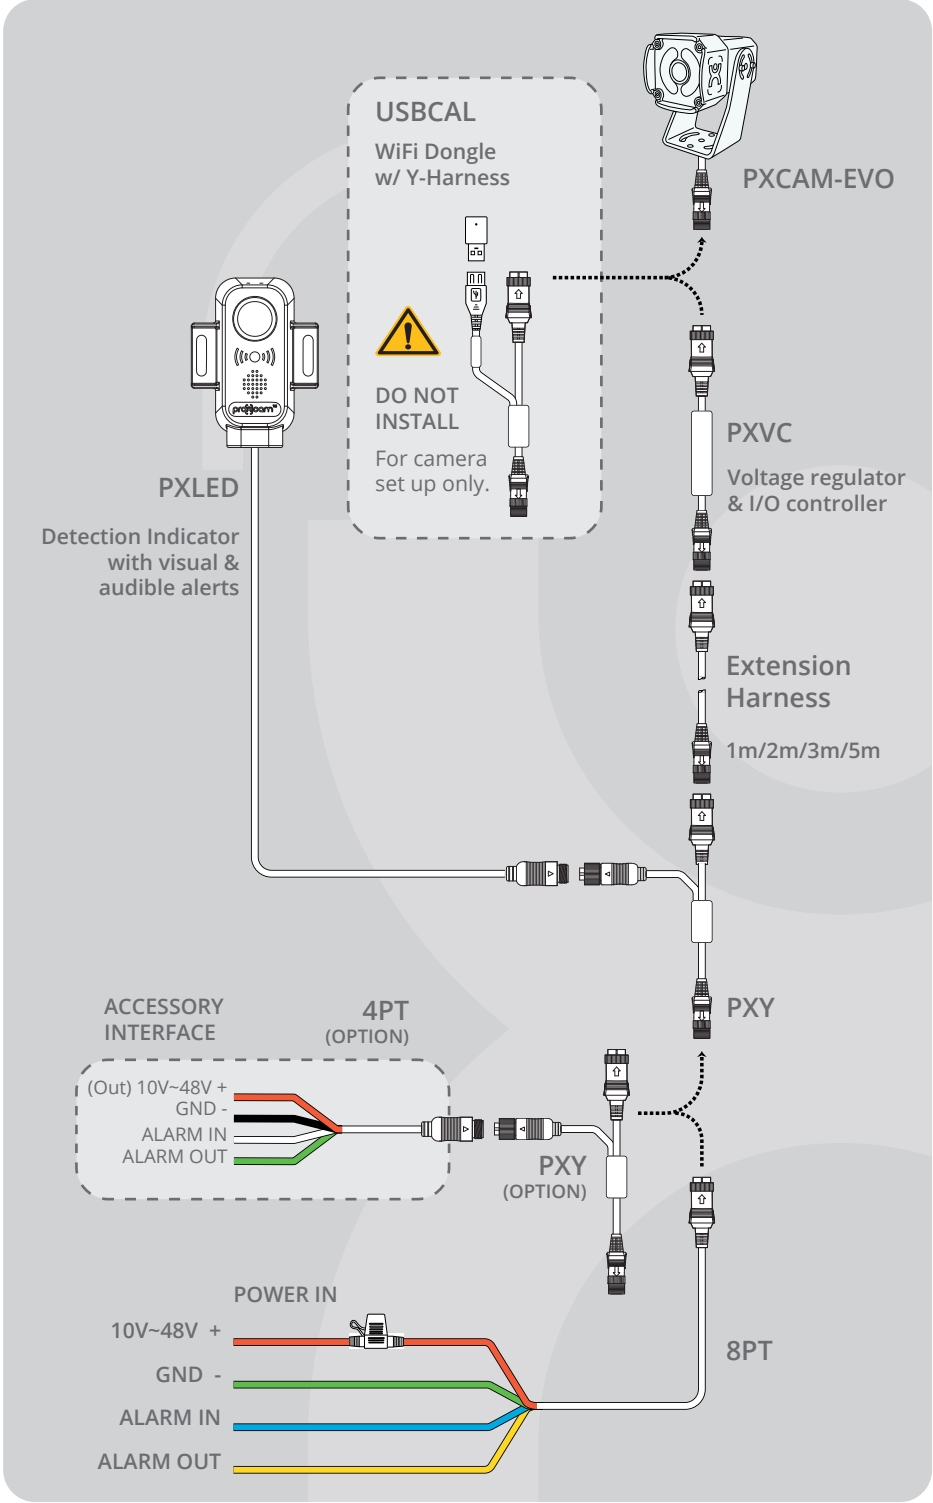 USBCAL
WiFi Dongle
w/ Y-Harness
DO NOT
INSTALL
For camera
set up only.
PXCAM-EVO
proxicam
PXLED
Detection Indicator
with visual &
audible alerts
PXVC
Voltage regulator
& I/O controller
Extension
Harness
1m/2m/3m/5m
PXY
ACCESSORY
INTERFACE
4PT
(OPTION)
(Out) 10V~48V +
GND -
ALARM IN
ALARM OUT
PXY
(OPTION)
POWER IN
10V~48V +
GND -
ALARM IN
ALARM OUT
8PT